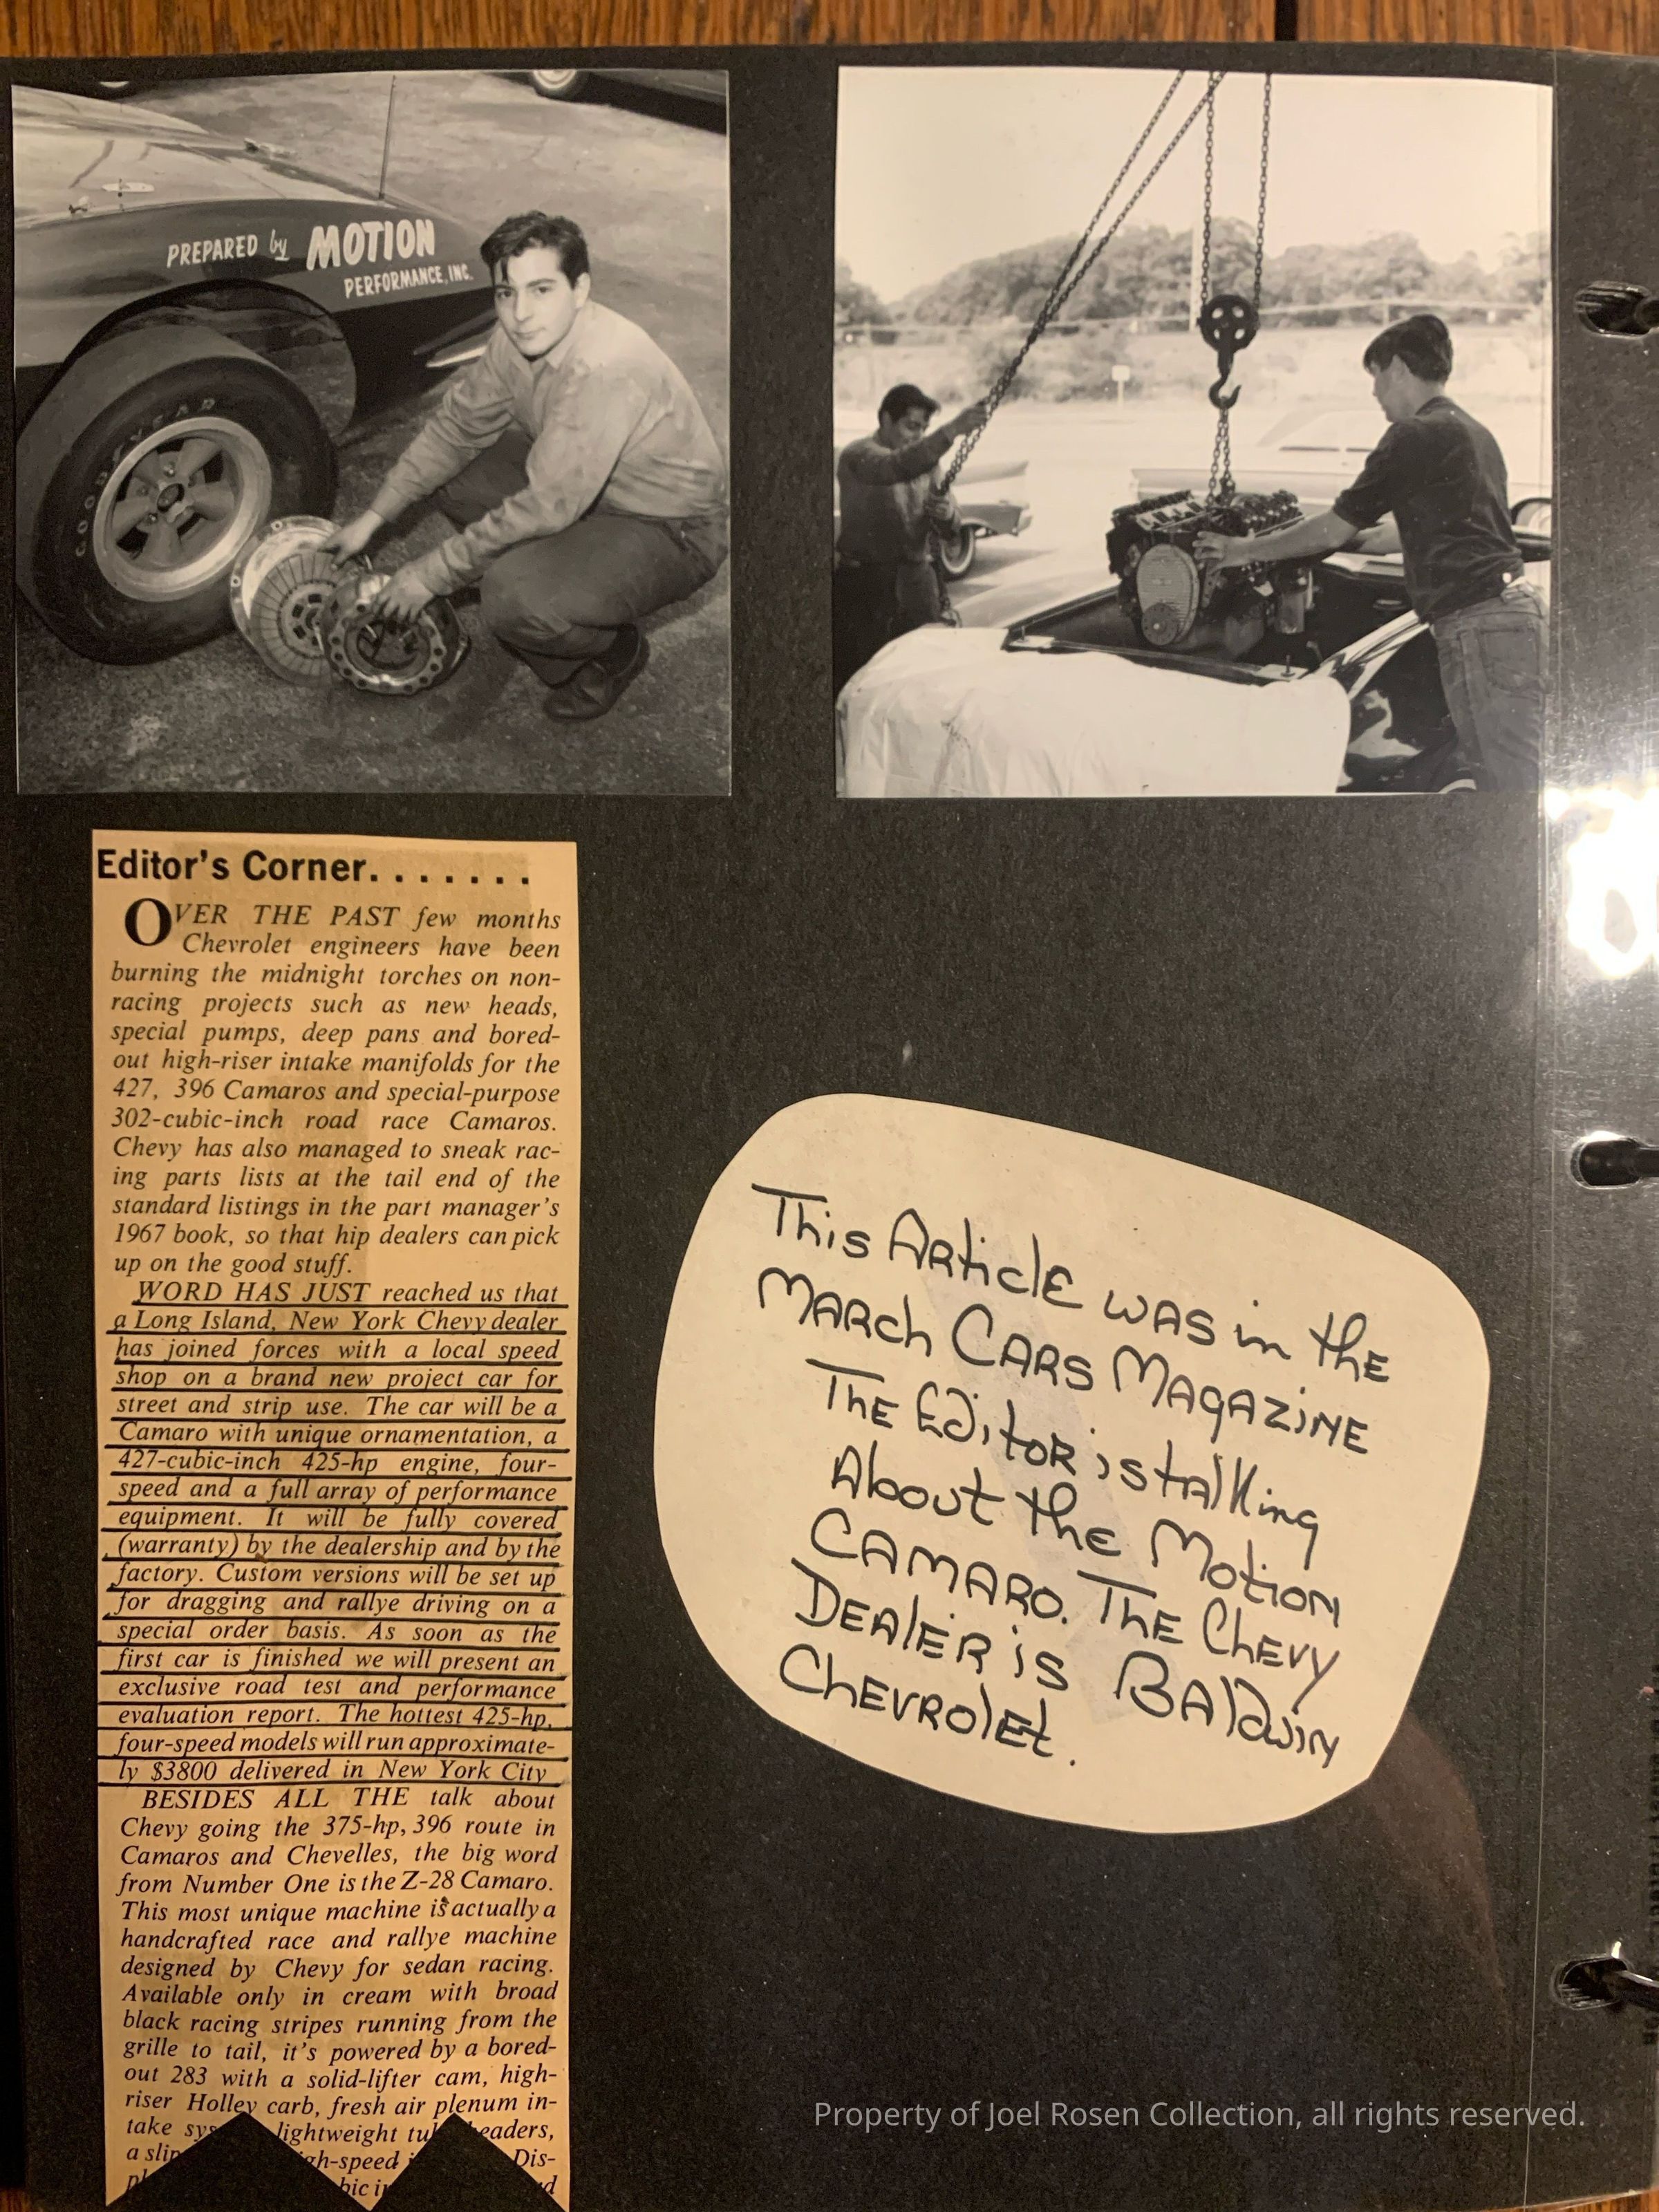 PREPARED by MOTION
PERFORMANCE, INC.
GOODYEAR
Editor's Corner. . . . . . .
OVER THE PAST few months
Chevrolet engineers have been
burning the midnight torches on non-
racing projects such as new heads,
special pumps, deep pans and bored-
out high-riser intake manifolds for the
427, 396 Camaros and special-purpose
302-cubic-inch road race Camaros.
Chevy has also managed to sneak rac-
ing parts lists at the tail end of the
standard listings in the part manager's
1967 book, so that hip dealers can pick
up on the good stuff.
WORD HAS JUST reached us that
a Long Island, New York Chevy dealer
has joined forces with a local speed
shop on a brand new project car for
street and strip use. The car will be a
Camaro with unique ornamentation, a
427-cubic-inch 425-hp engine, four-
speed and a full array of performance
equipment. It will be fully covered
(warranty) by the dealership and by the
factory. Custom versions will be set up
for dragging and rallye driving on a
special order basis. As soon as the
first car is finished we will present an
exclusive road test and performance
evaluation report. The hottest 425-hp,
four-speed models will run approximate-
ly $3800 delivered in New York City
BESIDES ALL THE talk about
Chevy going the 375-hp, 396 route in
Camaros and Chevelles, the big word
from Number One is the Z-28 Camaro.
This most unique machine is actually a
handcrafted race and rallye machine
designed by Chevy for sedan racing.
Available only in cream with broad
black racing stripes running from the
grille to tail, it's powered by a bored-
out 283 with a solid-lifter cam, high-
riser Holley carb, fresh air plenum in-
take lightweight
a Dis-
This Article was in the
March Cars Magazine
The Editor is talking
About the Motion
Camaro. The Chevy
Dealer is Baldwin
Chevrolet.
Property of Joel Rosen Collection, all rights reserved.